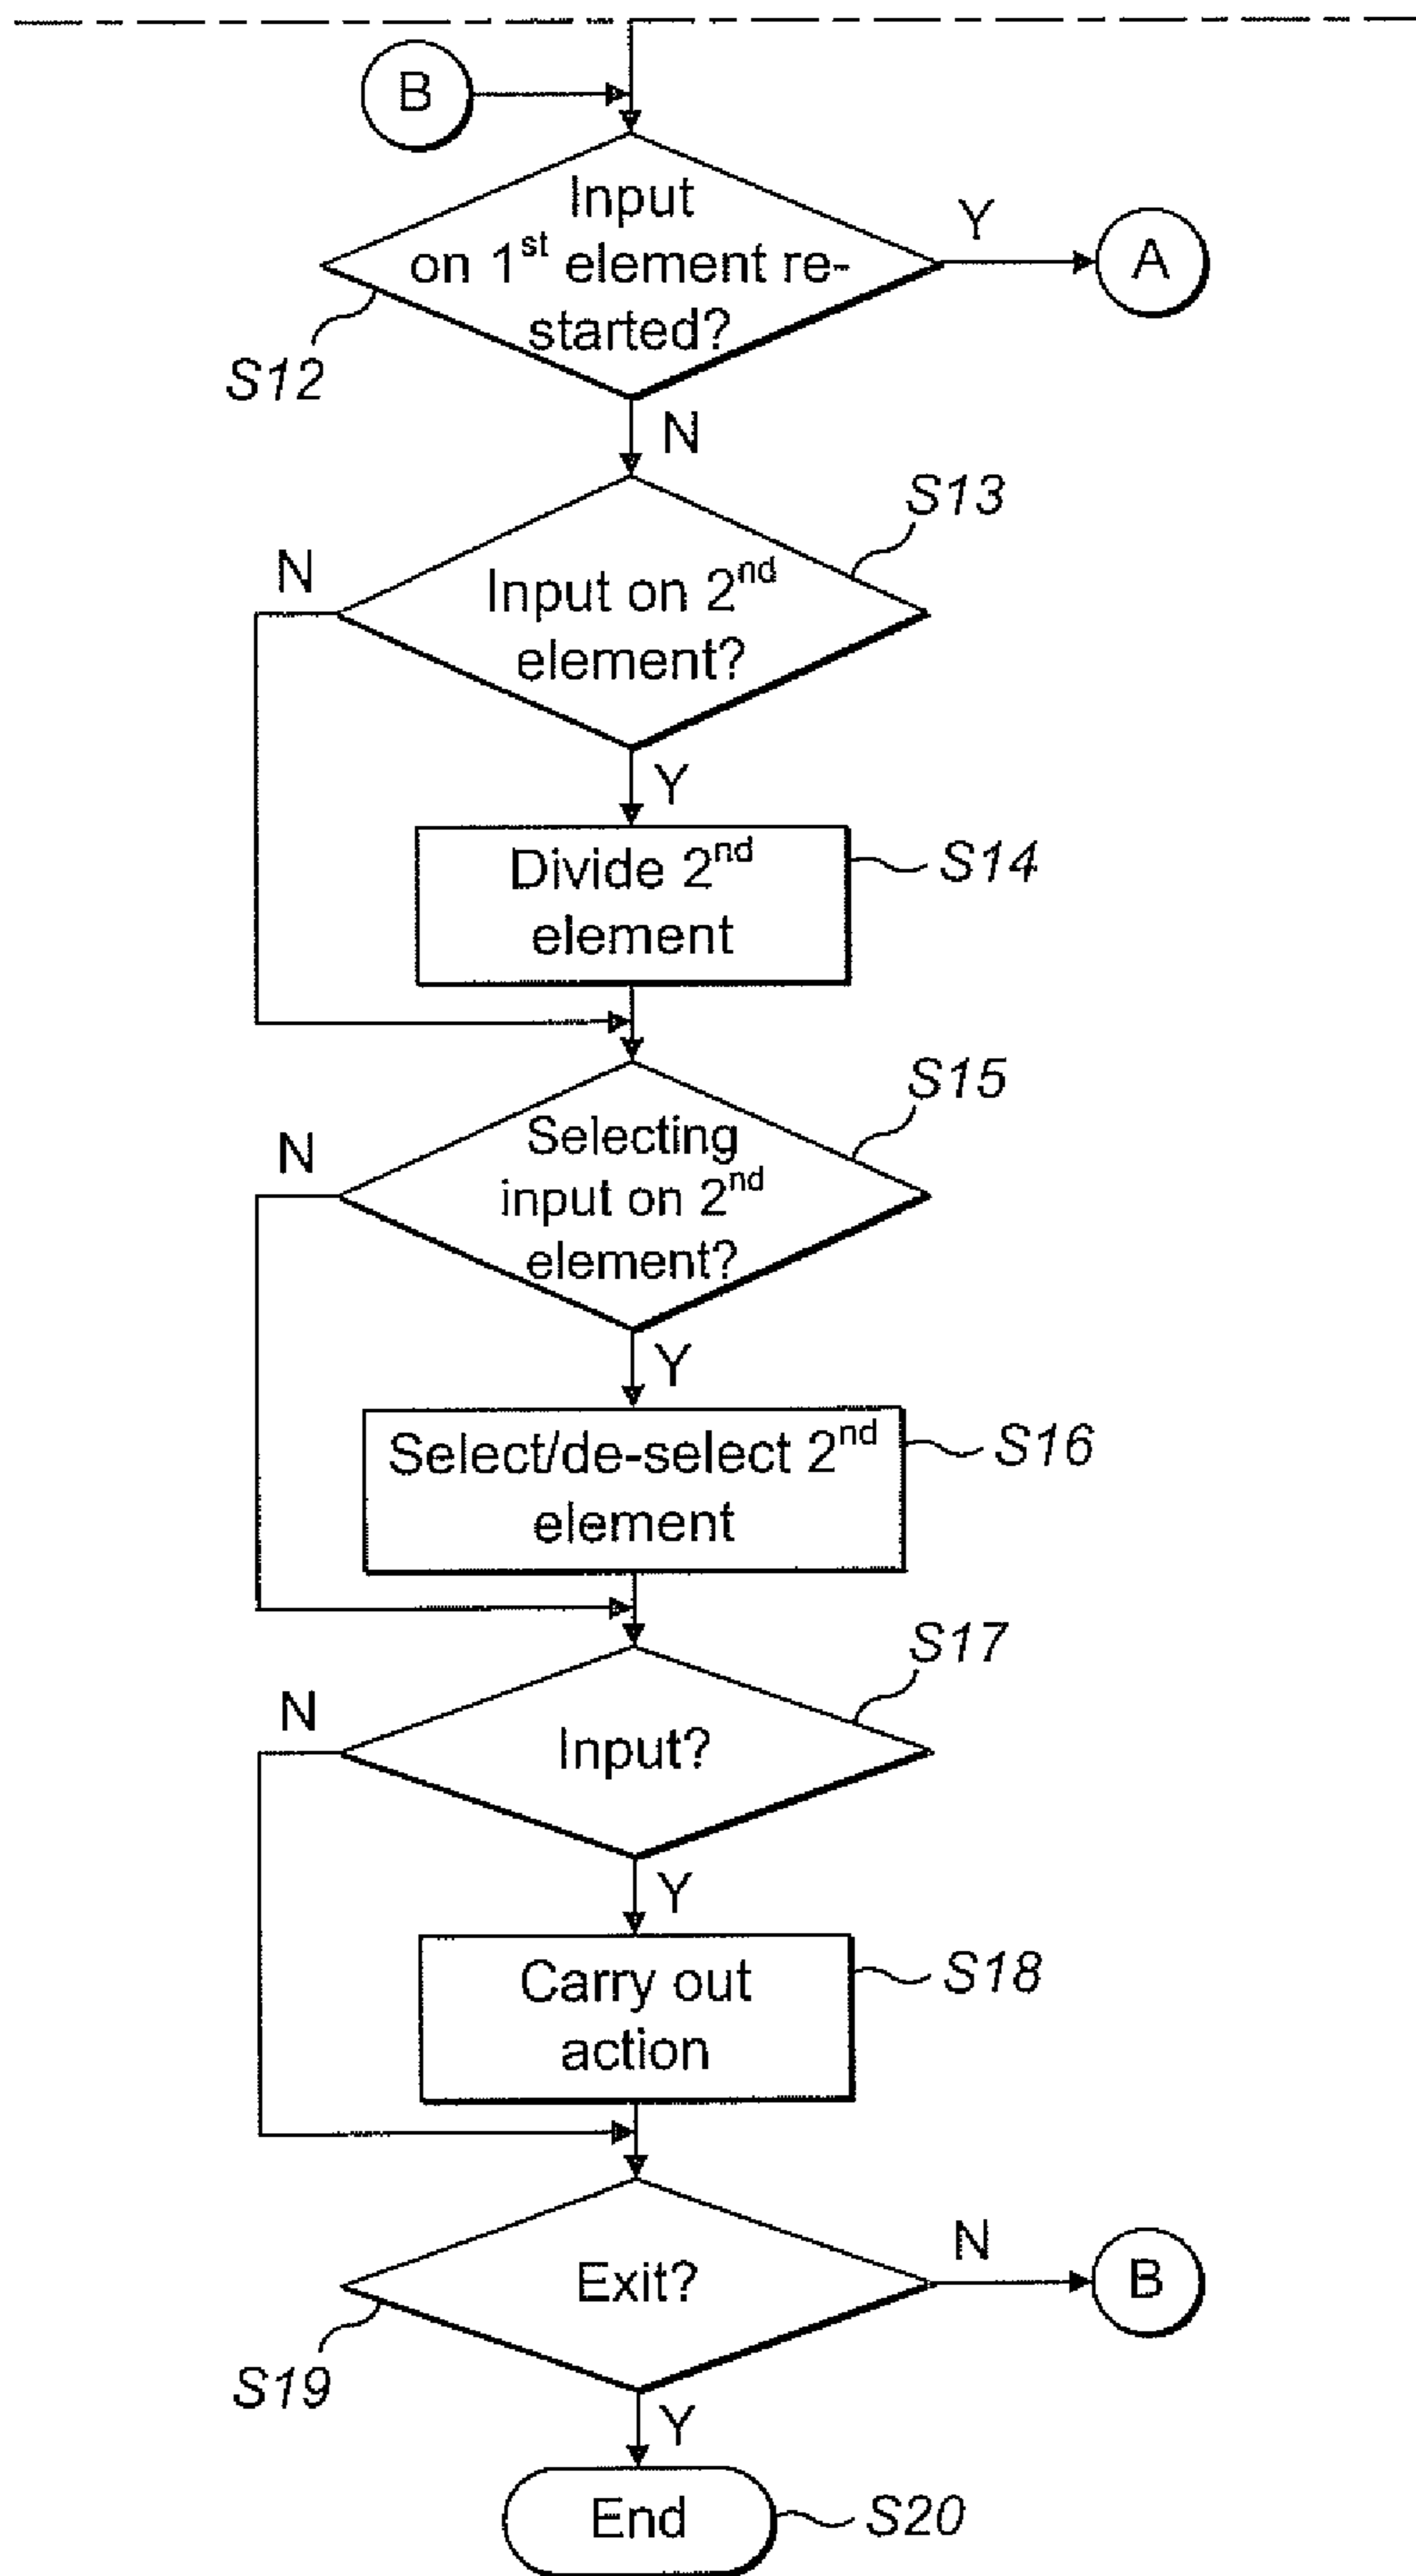 B
Input
on 1st element re-
started?
Y
A
S12
N
S13
N
Input on 2nd
element?
Y
Divide 2nd
element
S14
S15
N
Selecting
input on 2nd
element?
Y
Select/de-select 2nd
element
S16
S17
N
Input?
Y
Carry out
action
S18
Exit?
N
B
S19
Y
End
S20